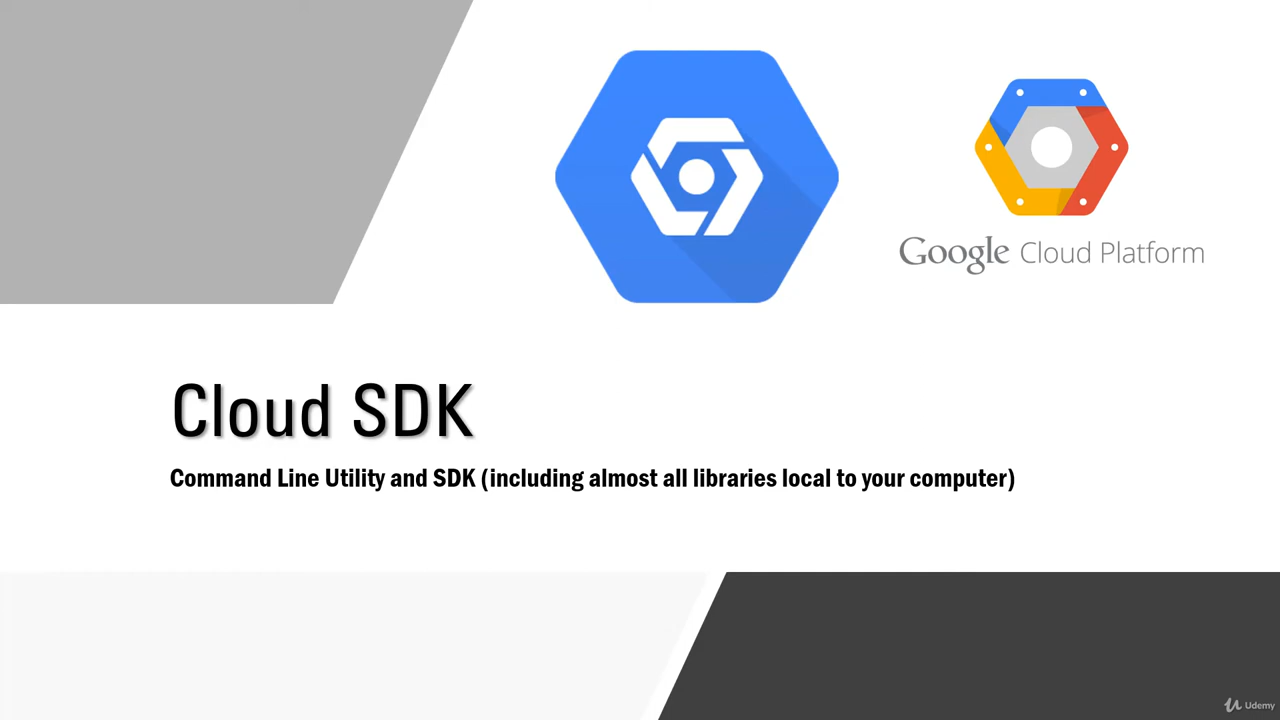 Google Cloud Platform
Cloud SDK
Command Line Utility and SDK (including almost all libraries local to your computer)
Udemy